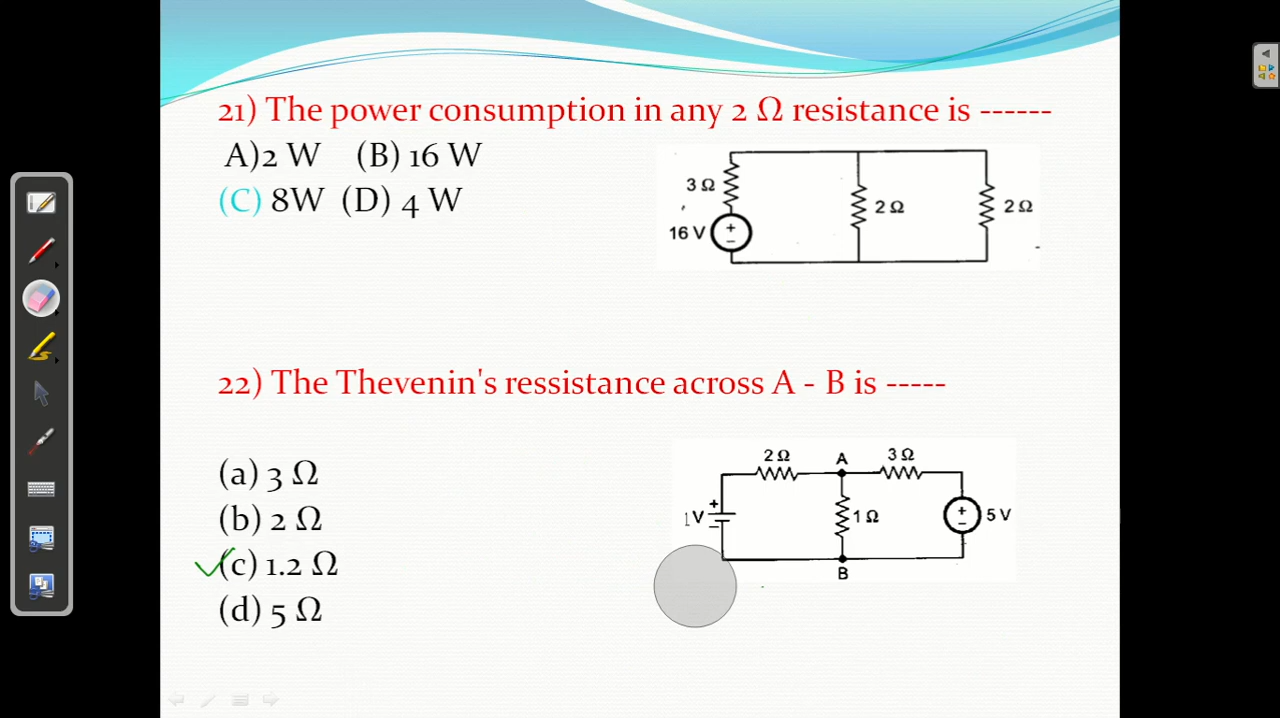 21) The power consumption in any 2 Ω resistance is ------
A)2 W (B) 16 W
(C) 8W (D) 4 W
3 Ω
16 V
+
−
2 Ω
2 Ω
22) The Thevenin's ressistance across A - B is -----
(a) 3 Ω
(b) 2 Ω
(c) 1.2 Ω
(d) 5 Ω
2 Ω
A
3 Ω
+
1V
−
1 Ω
+
−
5 V
B